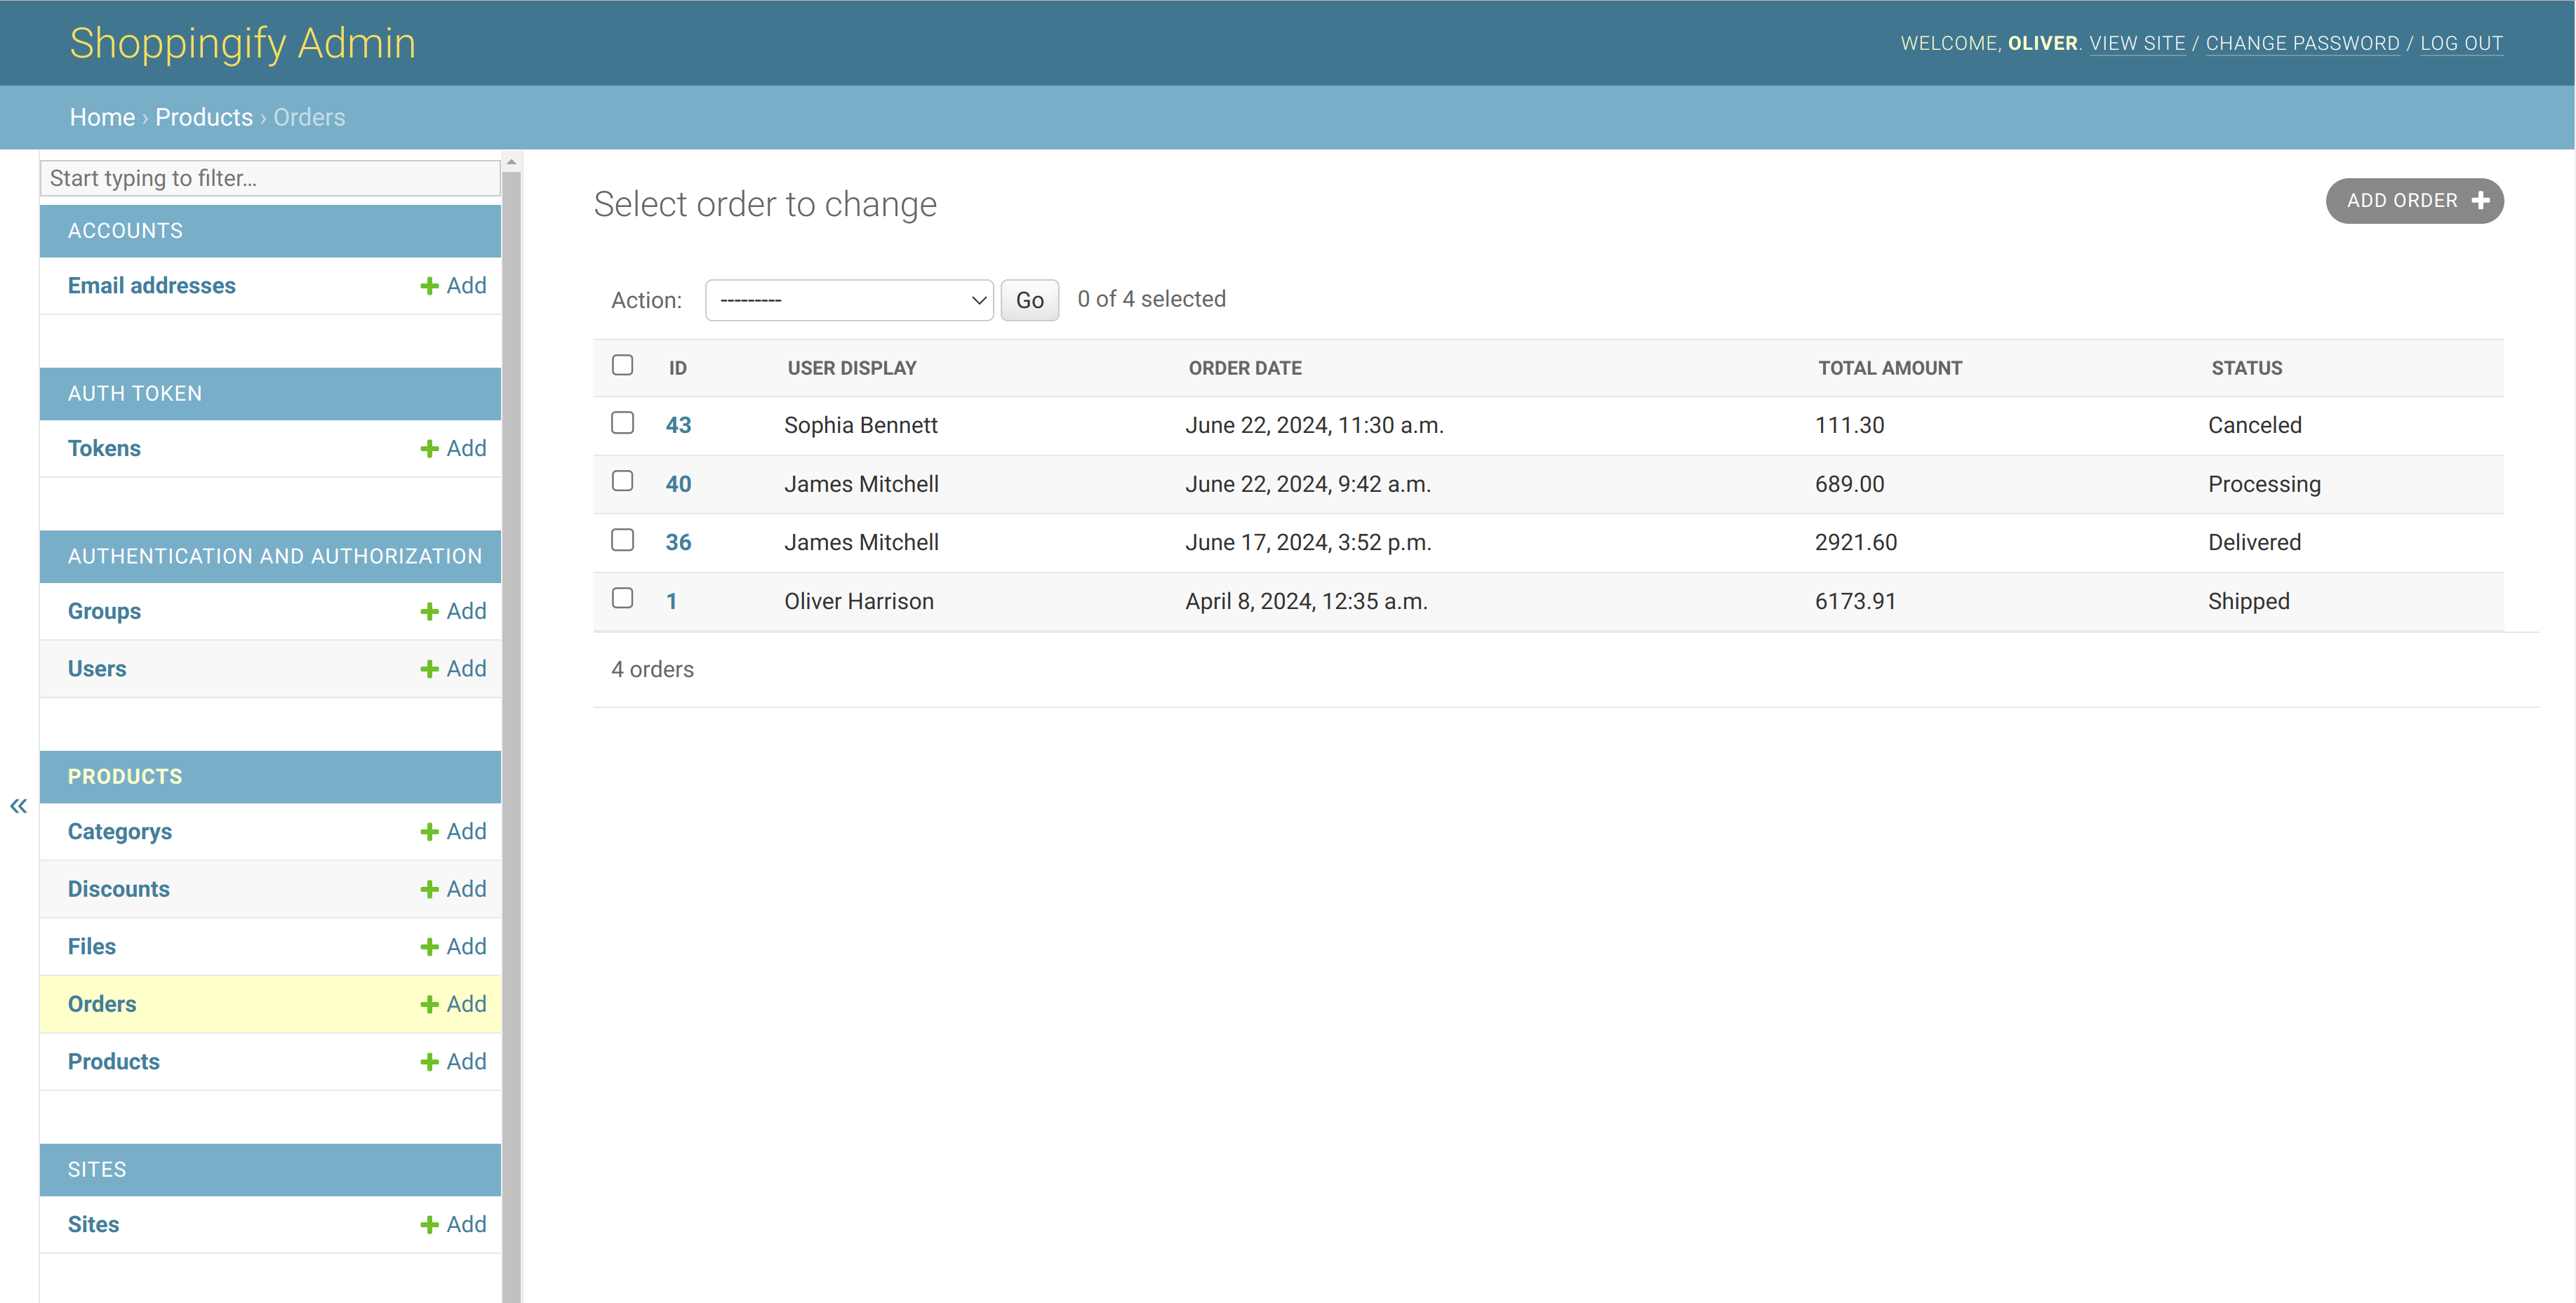 Shoppingify Admin
WELCOME, OLIVER. VIEW SITE / CHANGE PASSWORD / LOG OUT
Home › Products › Orders
Start typing to filter...
ACCOUNTS
Email addresses Add
AUTH TOKEN
Tokens Add
AUTHENTICATION AND AUTHORIZATION
Groups Add
Users Add
PRODUCTS
Categorys Add
Discounts Add
Files Add
Orders Add
Products Add
SITES
Sites Add
«
Select order to change
ADD ORDER
Action: --------- Go 0 of 4 selected
ID USER DISPLAY ORDER DATE TOTAL AMOUNT STATUS
43 Sophia Bennett June 22, 2024, 11:30 a.m. 111.30 Canceled
40 James Mitchell June 22, 2024, 9:42 a.m. 689.00 Processing
36 James Mitchell June 17, 2024, 3:52 p.m. 2921.60 Delivered
1 Oliver Harrison April 8, 2024, 12:35 a.m. 6173.91 Shipped
4 orders